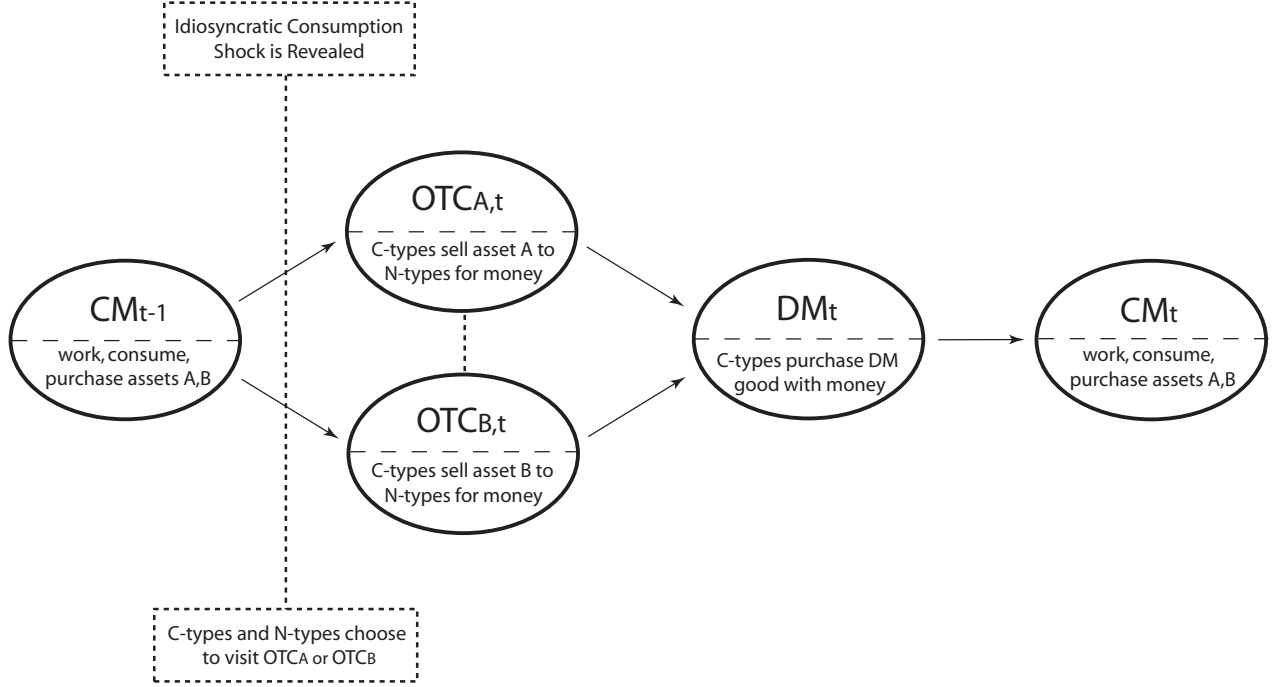 Idiosyncratic Consumption
Shock is Revealed
OTCA,t
C-types sell asset A to
N-types for money
CMt-1
work, consume,
purchase assets A,B
DMt
C-types purchase DM
good with money
CMt
work, consume,
purchase assets A,B
OTCB,t
C-types sell asset B to
N-types for money
C-types and N-types choose
to visit OTCA or OTCB